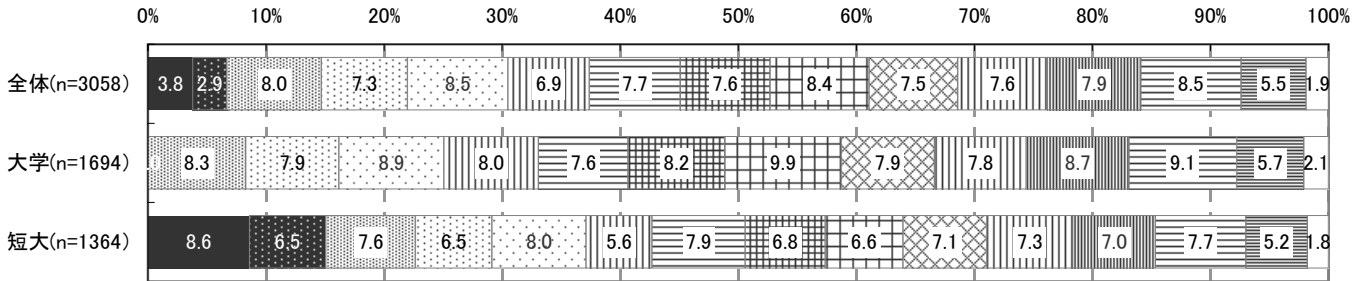 0% 10% 20% 30% 40% 50% 60% 70% 80% 90% 100%
全体(n=3058) 3.8 2.9 8.0 7.3 8.5 6.9 7.7 7.6 8.4 7.5 7.6 7.9 8.5 5.5 1.9
大学(n=1694) 8.3 7.9 8.9 8.0 7.6 8.2 9.9 7.9 7.8 8.7 9.1 5.7 2.1
短大(n=1364) 8.6 6.5 7.6 6.5 8.0 5.6 7.9 6.8 6.6 7.1 7.3 7.0 7.7 5.2 1.8